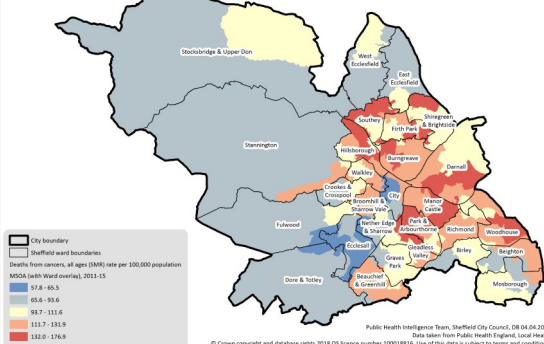 Stocksbridge & Upper Don
West
Ecclesfield
East
Ecclesfield
Southey
Shiregreen
& Brightside
Firth Park
Stannington
Hillsborough
Burngreave
Darnall
Walkley
Crookes &
Crosspool
City
Manor
Castle
Broomhill &
Sharrow Vale
Fulwood
Nether Edge
& Sharrow
Park &
Arbourthorne
Richmond
Woodhouse
Ecclesall
Gleadless
Valley
Birley
Beighton
Graves
Park
Dore & Totley
Beauchief
& Greenhill
Mosborough
City boundary
Sheffield ward boundaries
Deaths from cancers, all ages (SMR) rate per 100,000 population
MSOA (with Ward overlay), 2011-15
57.8 - 65.5
65.6 - 93.6
93.7 - 111.6
111.7 - 131.9
132.0 - 176.9
Public Health Intelligence Team, Sheffield City Council, DB 04.04.20
Data taken from Public Health England, Local Heal
© Crown copyright and database rights 2018 OS licence number 100018816. Use of this data is subject to terms and condition